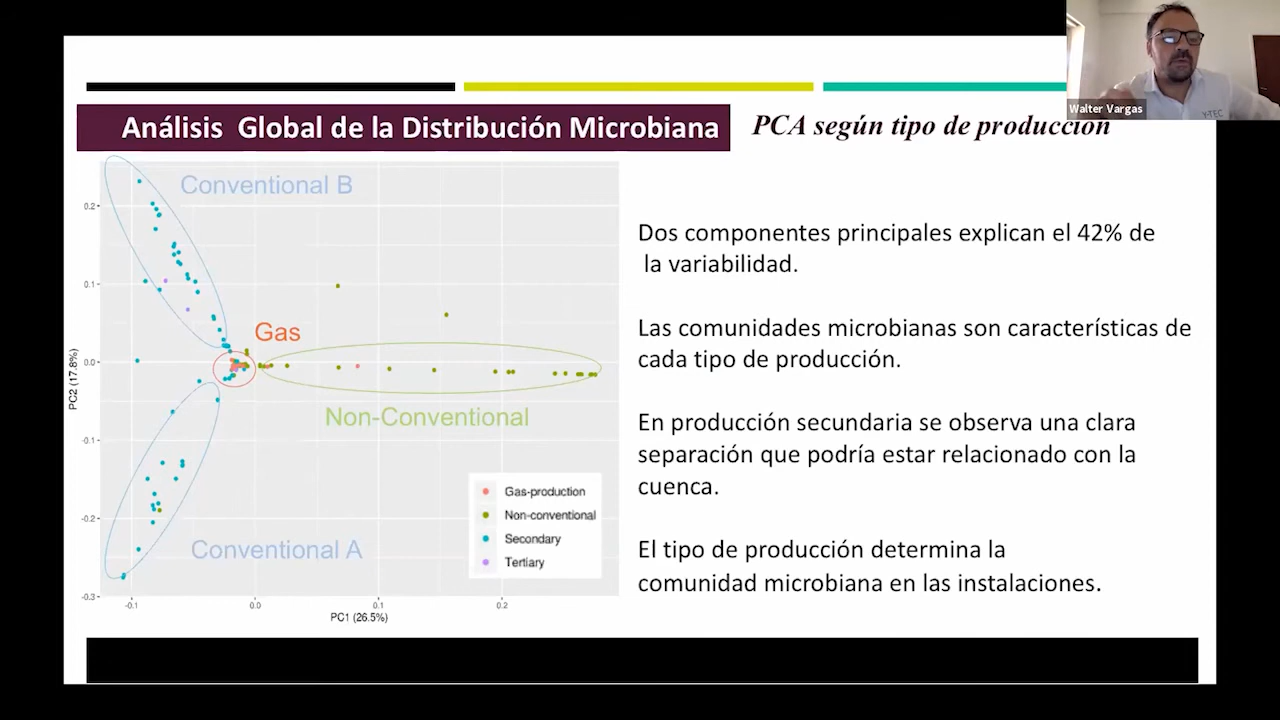 Walter Vargas
Y-TEC
Análisis Global de la Distribución Microbiana
PCA según tipo de producción
Conventional B
Gas
Non-Conventional
Conventional A
0.2
0.1
0.0
-0.1
-0.2
-0.3
PC2 (17.8%)
-0.1
0.0
0.1
0.2
PC1 (26.5%)
Gas-production
Non-conventional
Secondary
Tertiary
Dos componentes principales explican el 42% de
la variabilidad.
Las comunidades microbianas son características de
cada tipo de producción.
En producción secundaria se observa una clara
separación que podría estar relacionado con la
cuenca.
El tipo de producción determina la
comunidad microbiana en las instalaciones.